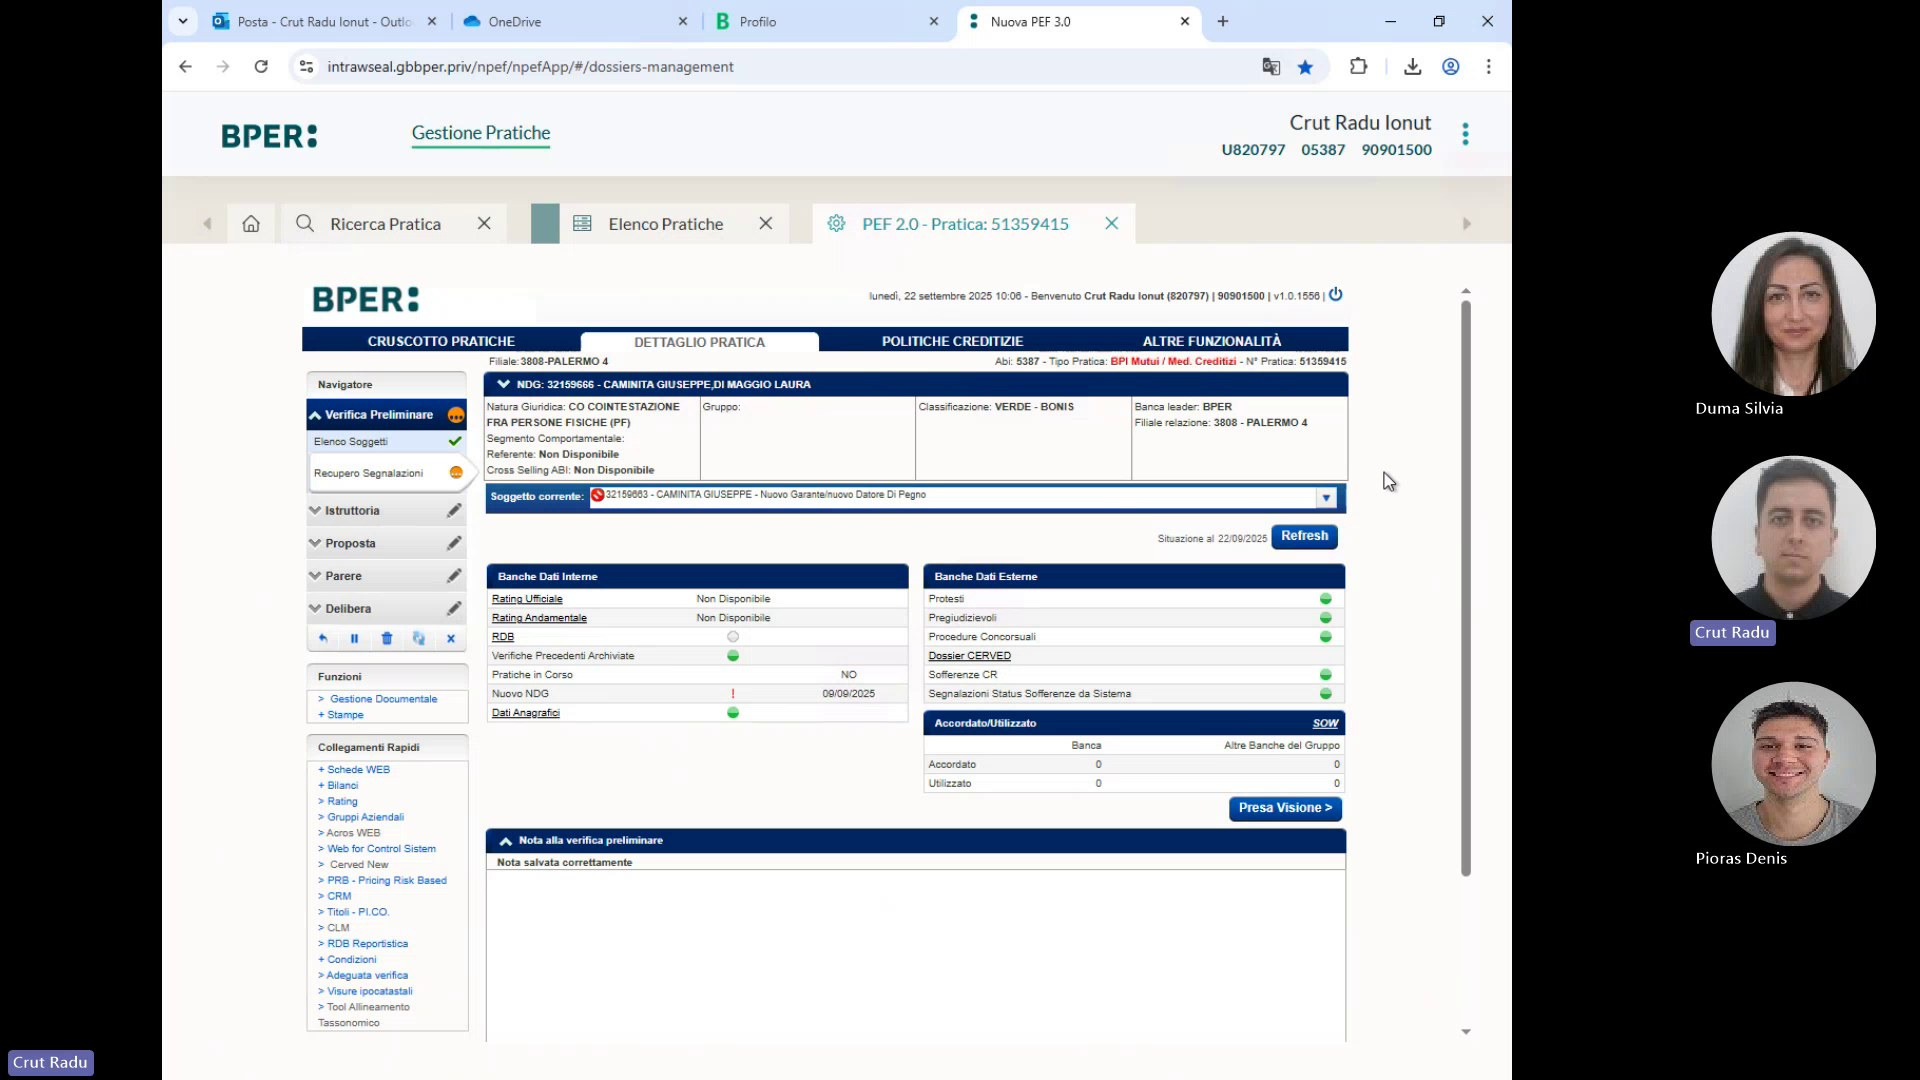 Posta - Crut Radu Ionut - Outlo
OneDrive
Profilo
Nuova PEF 3.0
intrawseal.gbbper.priv/npef/npefApp/#/dossiers-management
BPER:
Gestione Pratiche
Crut Radu Ionut
U820797 05387 90901500
Ricerca Pratica
Elenco Pratiche
PEF 2.0 - Pratica: 51359415
BPER:
lunedì, 22 settembre 2025 10:06 - Benvenuto Crut Radu Ionut (820797) | 90901500 | v1.0.1556 |
CRUSCOTTO PRATICHE
DETTAGLIO PRATICA
POLITICHE CREDITIZIE
ALTRE FUNZIONALITÀ
Filiale: 3808-PALERMO 4
Abi: 5387 - Tipo Pratica: BPI Mutui / Med. Creditizi - N° Pratica: 51359415
Navigatore
Verifica Preliminare
Elenco Soggetti
Recupero Segnalazioni
Istruttoria
Proposta
Parere
Delibera
Funzioni
> Gestione Documentale
+ Stampe
Collegamenti Rapidi
+ Schede WEB
+ Bilanci
> Rating
> Gruppi Aziendali
> Acros WEB
> Web for Control Sistem
> Cerved New
> PRB - Pricing Risk Based
> CRM
> Titoli - PI.CO.
> CLM
> RDB Reportistica
+ Condizioni
> Adeguata verifica
> Visure ipocatastali
> Tool Allineamento
Tassonomico
NDG: 32159666 - CAMINITA GIUSEPPE,DI MAGGIO LAURA
Natura Giuridica: CO COINTESTAZIONE
FRA PERSONE FISICHE (PF)
Segmento Comportamentale:
Referente: Non Disponibile
Cross Selling ABI: Non Disponibile
Gruppo:
Classificazione: VERDE - BONIS
Banca leader: BPER
Filiale relazione: 3808 - PALERMO 4
Soggetto corrente: 32159663 - CAMINITA GIUSEPPE - Nuovo Garante/nuovo Datore Di Pegno
Situazione al 22/09/2025 Refresh
Banche Dati Interne
Rating Ufficiale Non Disponibile
Rating Andamentale Non Disponibile
RDB
Verifiche Precedenti Archiviate
Pratiche in Corso NO
Nuovo NDG ! 09/09/2025
Dati Anagrafici
Banche Dati Esterne
Protesti
Pregiudizievoli
Procedure Concorsuali
Dossier CERVED
Sofferenze CR
Segnalazioni Status Sofferenze da Sistema
Accordato/Utilizzato SOW
Banca Altre Banche del Gruppo
Accordato 0 0
Utilizzato 0 0
Presa Visione >
Nota alla verifica preliminare
Nota salvata correttamente
Duma Silvia
Crut Radu
Pioras Denis
Crut Radu